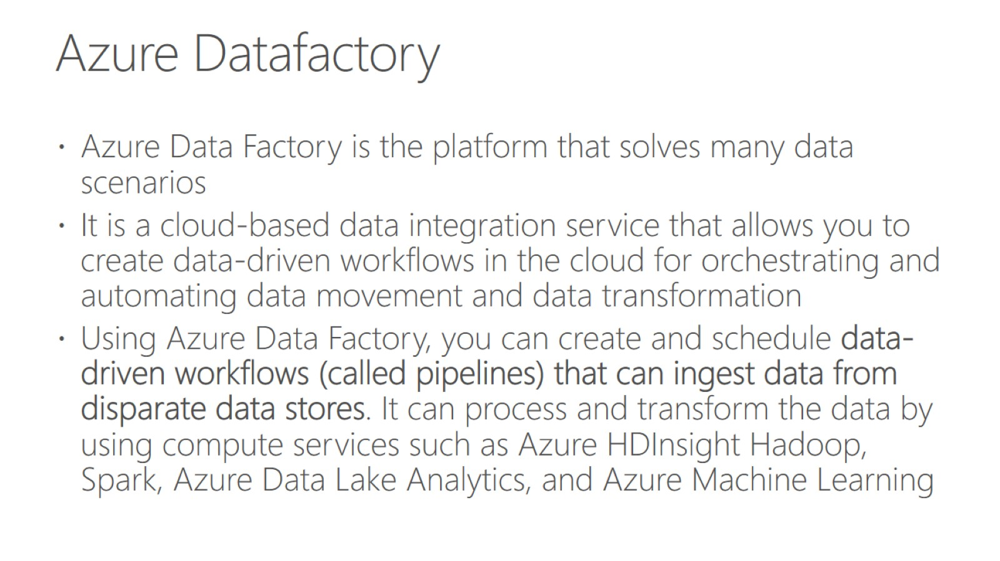 Azure Datafactory
• Azure Data Factory is the platform that solves many data
scenarios
• It is a cloud-based data integration service that allows you to
create data-driven workflows in the cloud for orchestrating and
automating data movement and data transformation
• Using Azure Data Factory, you can create and schedule data-
driven workflows (called pipelines) that can ingest data from
disparate data stores. It can process and transform the data by
using compute services such as Azure HDInsight Hadoop,
Spark, Azure Data Lake Analytics, and Azure Machine Learning